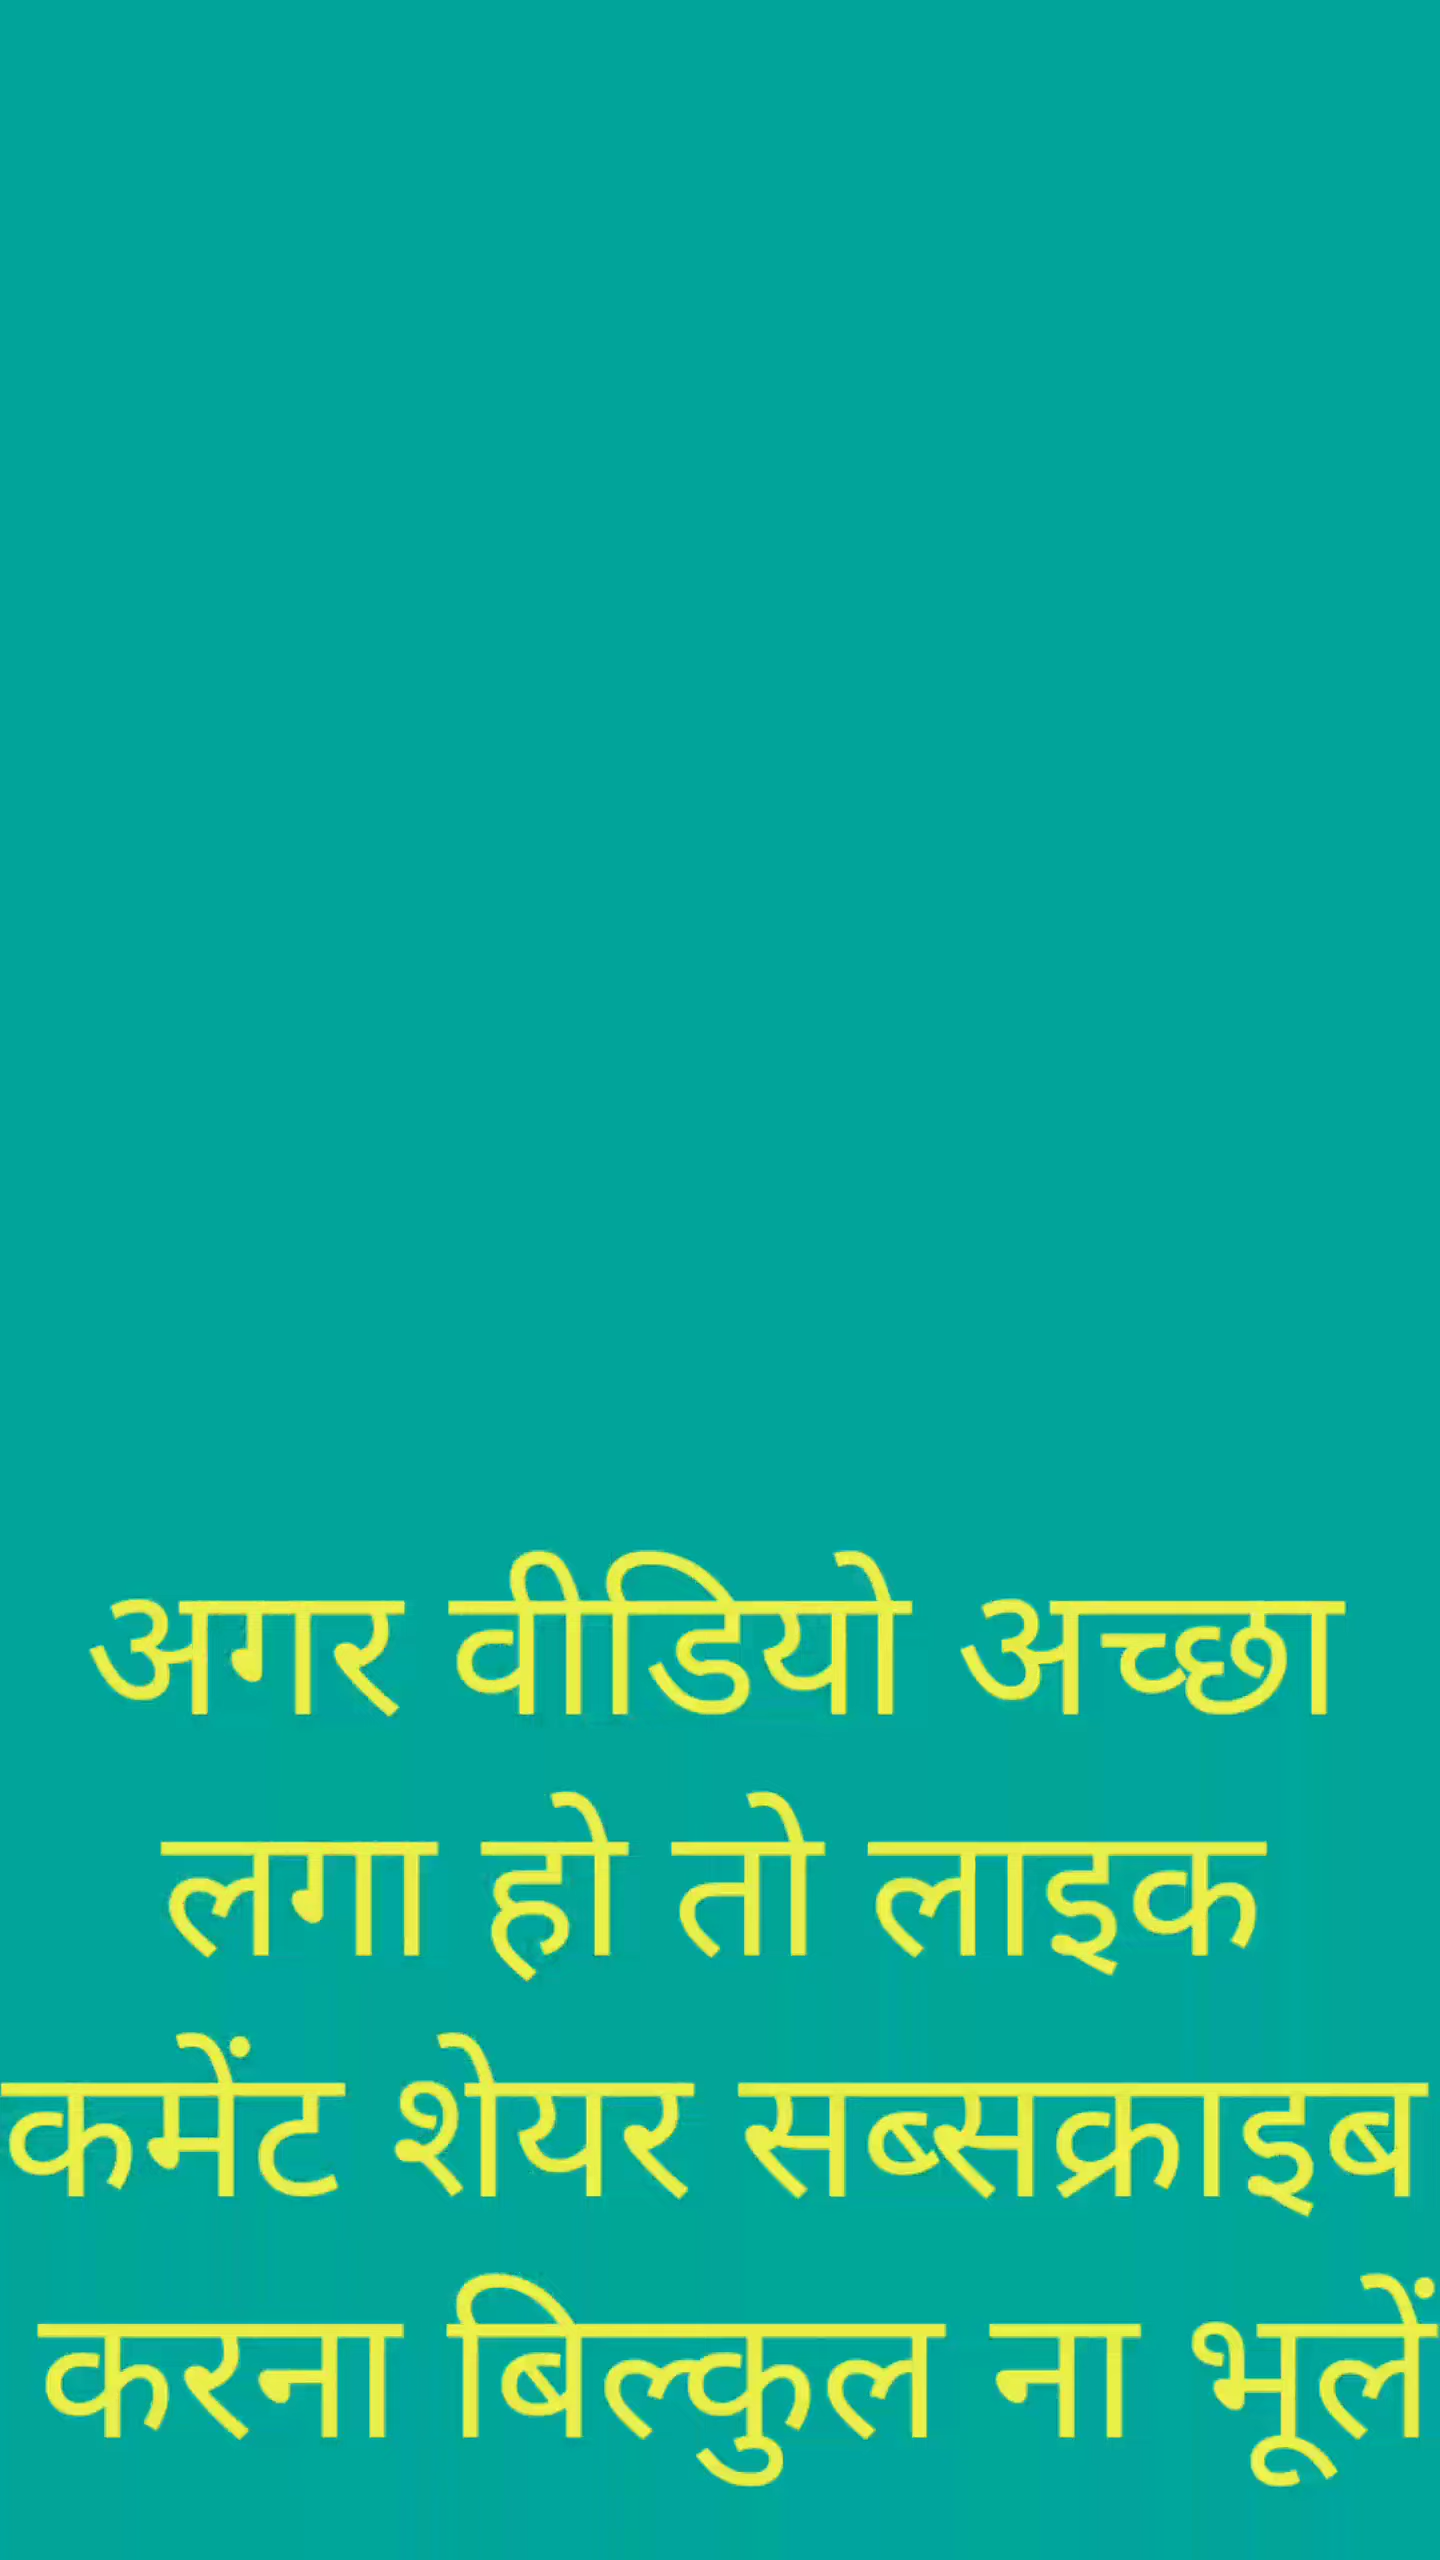 अगर वीडियो अच्छा
लगा हो तो लाइक
कमेंट शेयर सब्सक्राइब
करना बिल्कुल ना भूलें